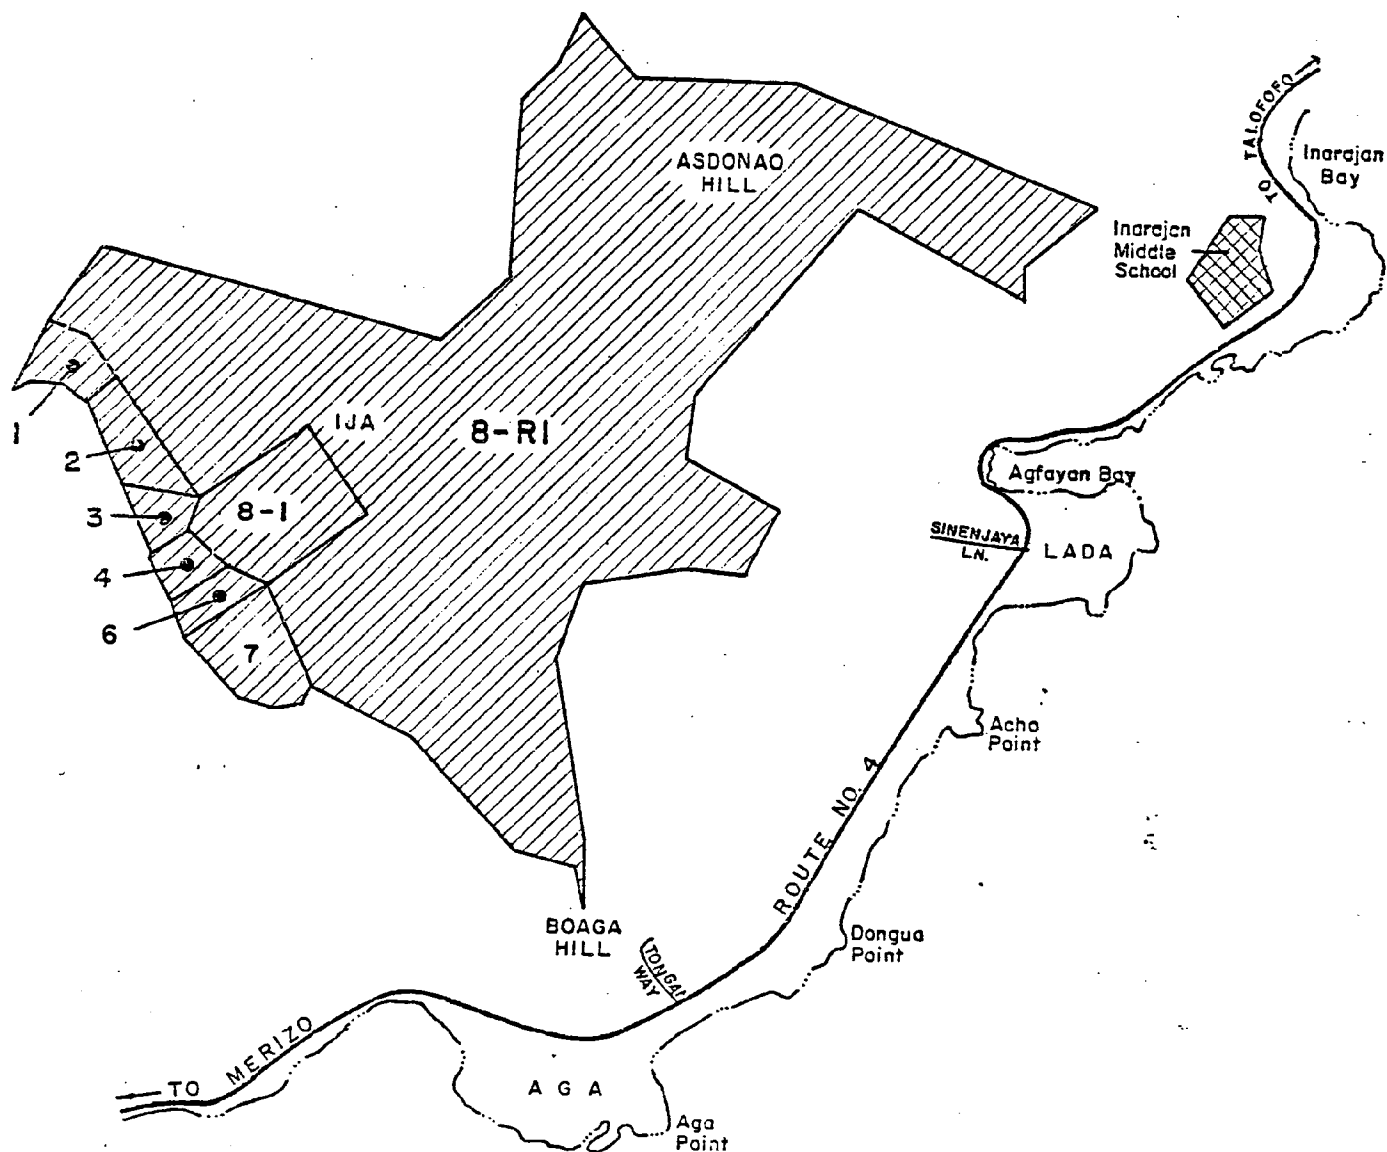 TO TALOFOFO
Inarajan
Bay
ASDONAO
HILL
Inarajan
Middle
School
IJA
8-R1
1
2
3
8-1
4
6
7
Agfayan Bay
SINENJAYA
LN.
LADA
Acho
Point
ROUTE NO. 4
BOAGA
HILL
TONGAI
WAY
Dongua
Point
TO MERIZO
AGA
Aga
Point